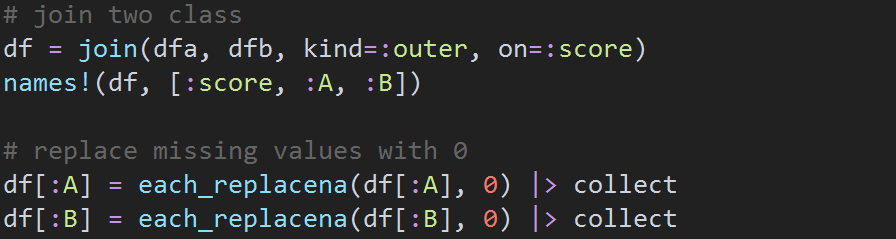 # join two class
df = join(dfa, dfb, kind=:outer, on=:score)
names!(df, [:score, :A, :B])
# replace missing values with 0
df[:A] = each_replacena(df[:A], 0) |> collect
df[:B] = each_replacena(df[:B], 0) |> collect